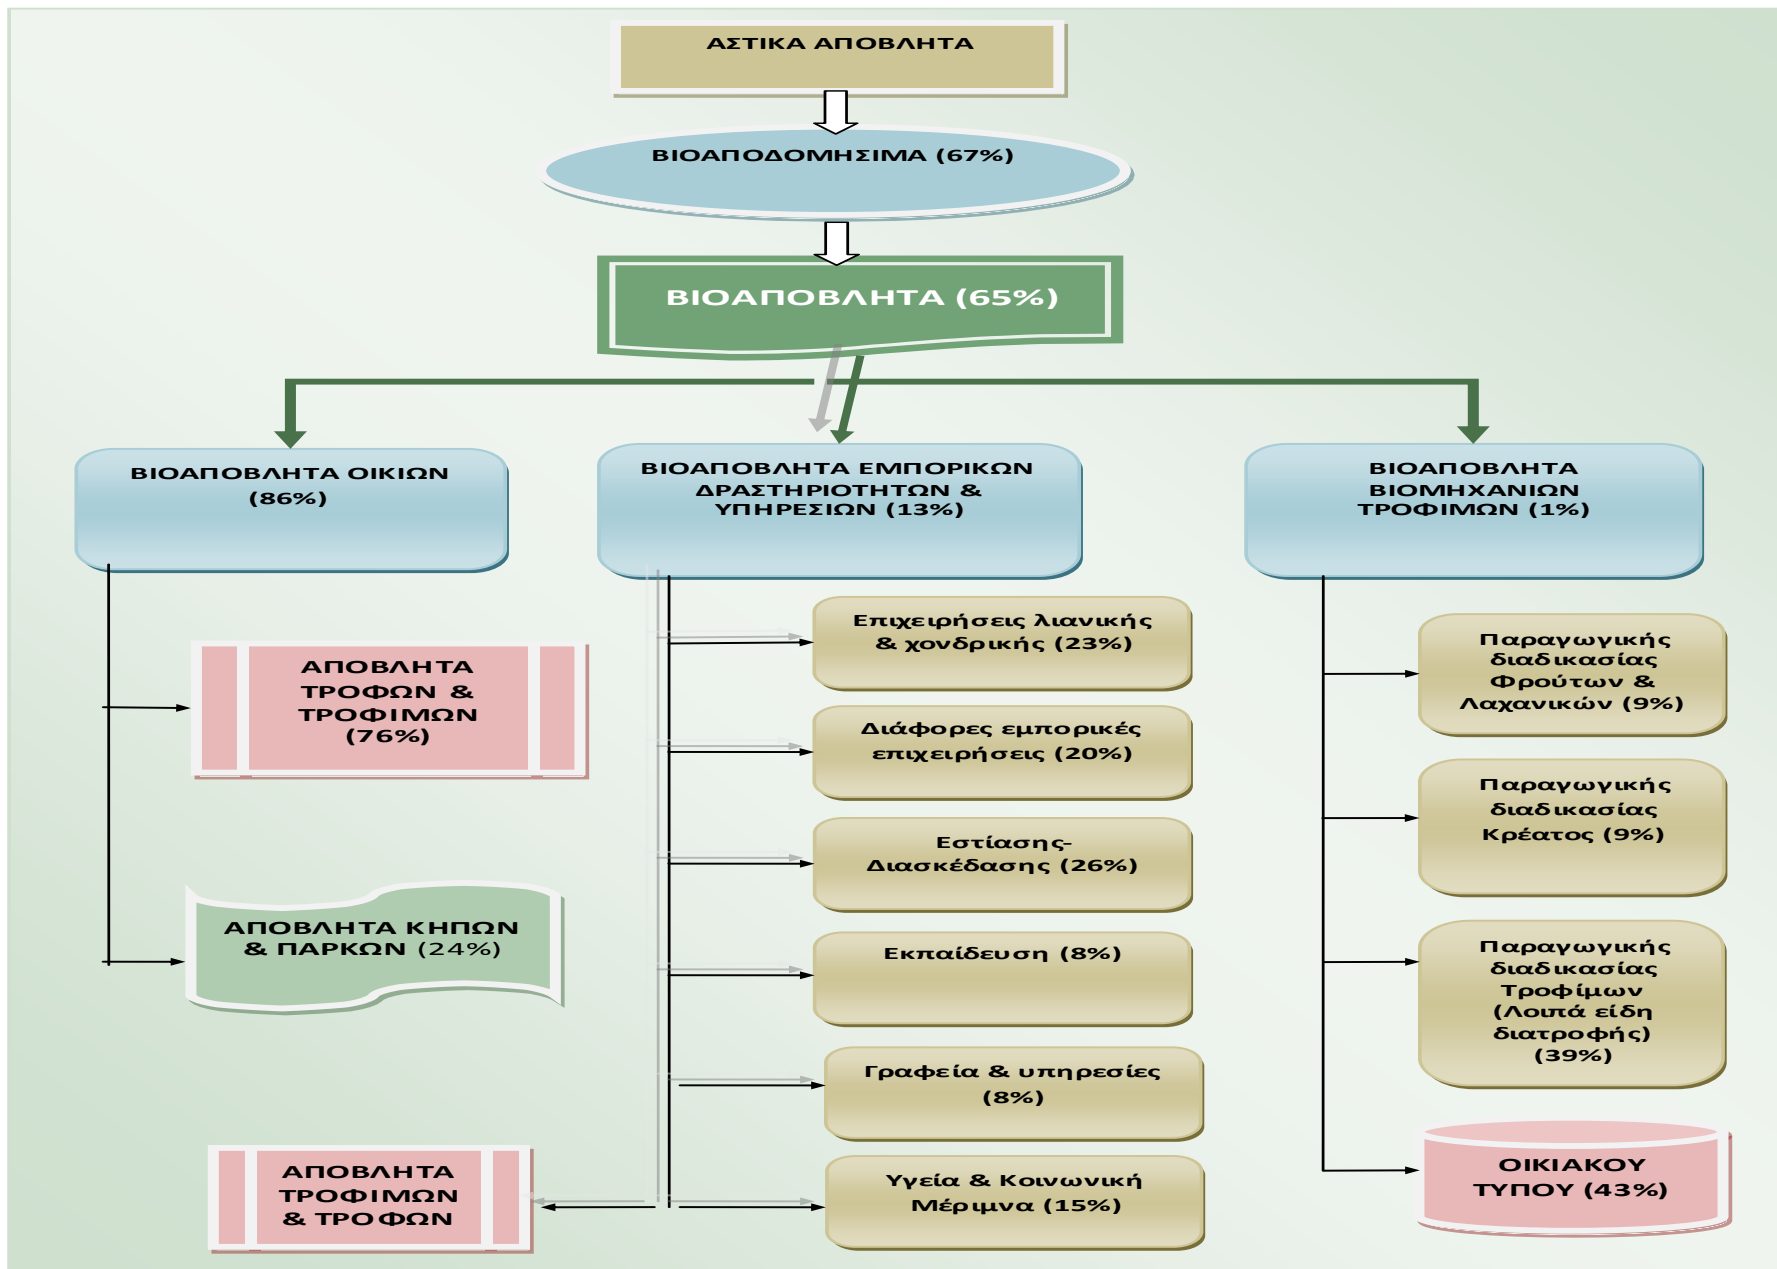 ΑΣΤΙΚΑ ΑΠΟΒΛΗΤΑ
ΒΙΟΑΠΟΔΟΜΗΣΙΜΑ (67%)
ΒΙΟΑΠΟΒΛΗΤΑ (65%)
ΒΙΟΑΠΟΒΛΗΤΑ ΟΙΚΙΩΝ
(86%)
ΑΠΟΒΛΗΤΑ
ΤΡΟΦΩΝ &
ΤΡΟΦΙΜΩΝ
(76%)
ΑΠΟΒΛΗΤΑ ΚΗΠΩΝ
& ΠΑΡΚΩΝ (24%)
ΒΙΟΑΠΟΒΛΗΤΑ ΕΜΠΟΡΙΚΩΝ
ΔΡΑΣΤΗΡΙΟΤΗΤΩΝ &
ΥΠΗΡΕΣΙΩΝ (13%)
Επιχειρήσεις λιανικής
& χονδρικής (23%)
Διάφορες εμπορικές
επιχειρήσεις (20%)
Εστίασης-
Διασκέδασης (26%)
Εκπαίδευση (8%)
Γραφεία & υπηρεσίες
(8%)
Υγεία & Κοινωνική
Μέριμνα (15%)
ΑΠΟΒΛΗΤΑ
ΤΡΟΦΙΜΩΝ
& ΤΡΟΦΩΝ
ΒΙΟΑΠΟΒΛΗΤΑ
ΒΙΟΜΗΧΑΝΙΩΝ
ΤΡΟΦΙΜΩΝ (1%)
Παραγωγικής
διαδικασίας
Φρούτων &
Λαχανικών (9%)
Παραγωγικής
διαδικασίας
Κρέατος (9%)
Παραγωγικής
διαδικασίας
Τροφίμων
(Λοιπά είδη
διατροφής)
(39%)
ΟΙΚΙΑΚΟΥ
ΤΥΠΟΥ (43%)